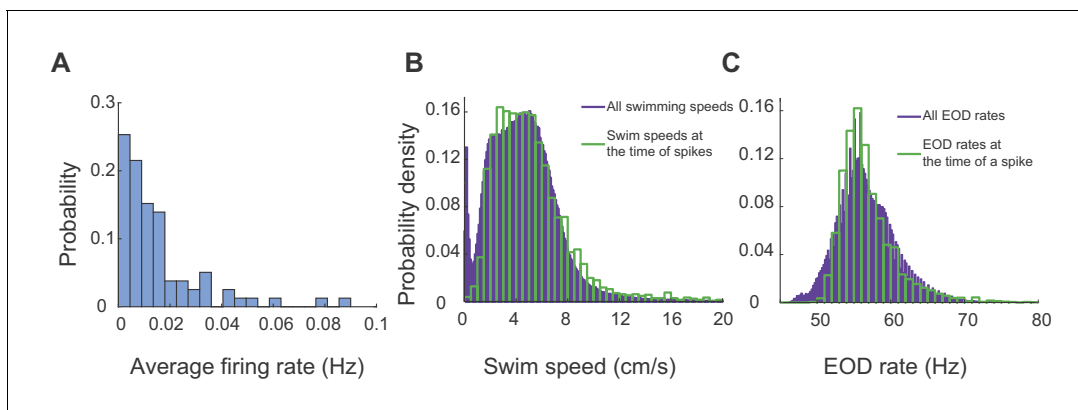 A
B
C
0.3
0.2
0.1
0
Probability
0
0.02
0.04
0.06
0.08
0.1
Average firing rate (Hz)
0.16
0.12
0.08
0.04
0
Probability density
All swimming speeds
Swim speeds at
the time of spikes
0
4
8
12
16
20
Swim speed (cm/s)
0.16
0.12
0.08
0.04
0
All EOD rates
EOD rates at
the time of a spike
50
60
70
80
EOD rate (Hz)